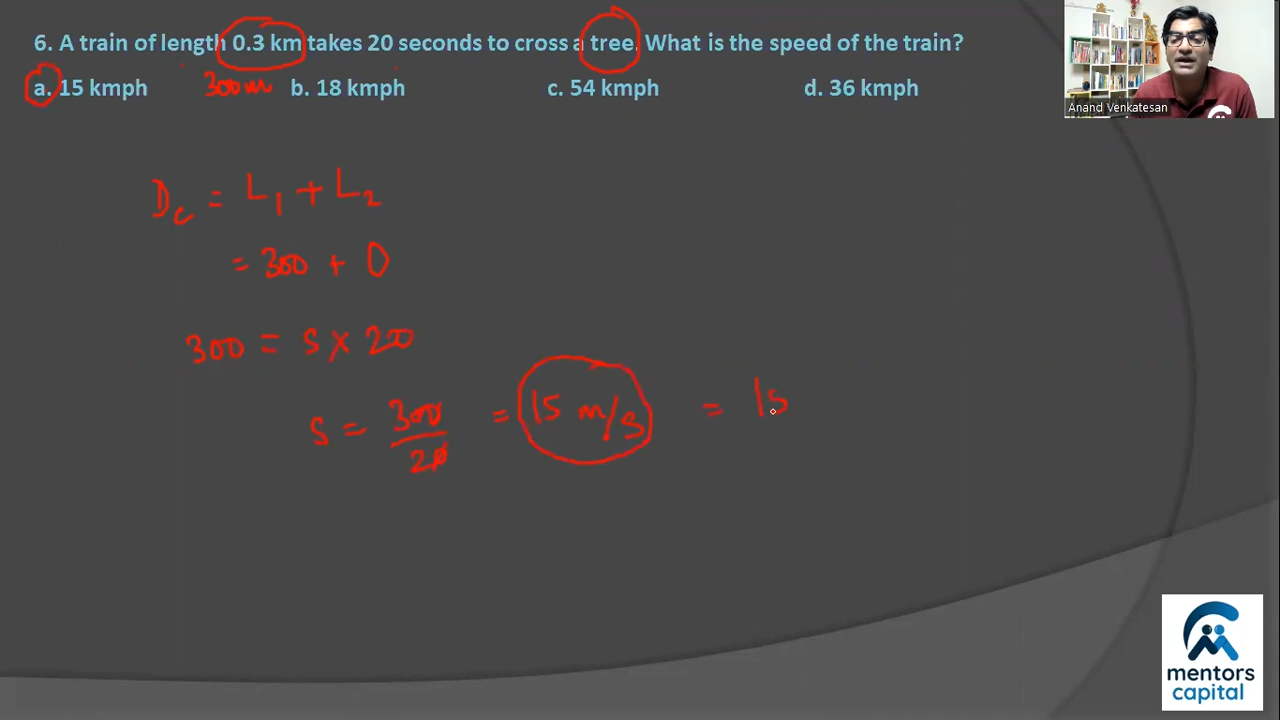 6. A train of length 0.3 km takes 20 seconds to cross a tree. What is the speed of the train?
a. 15 kmph b. 18 kmph c. 54 kmph d. 36 kmph
300m
Anand Venkatesan
Dc = L1 + L2
= 300 + 0
300 = S × 20
S = 300/20 = 15 m/s = 15
mentors
capital